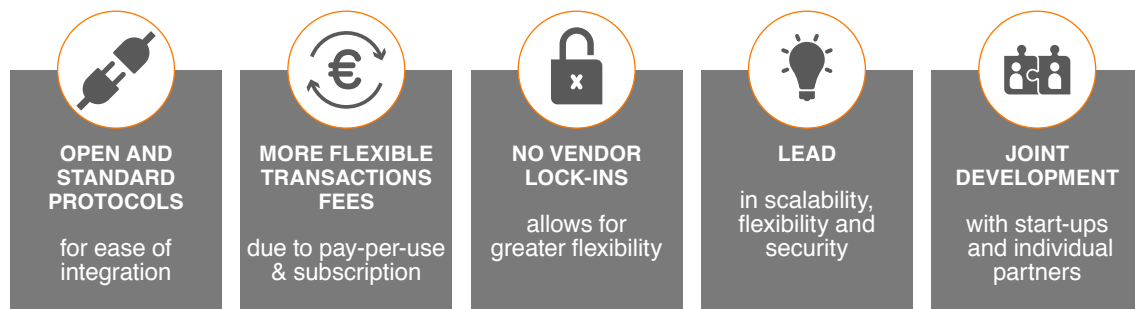 OPEN AND
STANDARD
PROTOCOLS
for ease of
integration
MORE FLEXIBLE
TRANSACTIONS
FEES
due to pay-per-use
& subscription
NO VENDOR
LOCK-INS
allows for
greater flexibility
LEAD
in scalability,
flexibility and
security
JOINT
DEVELOPMENT
with start-ups
and individual
partners